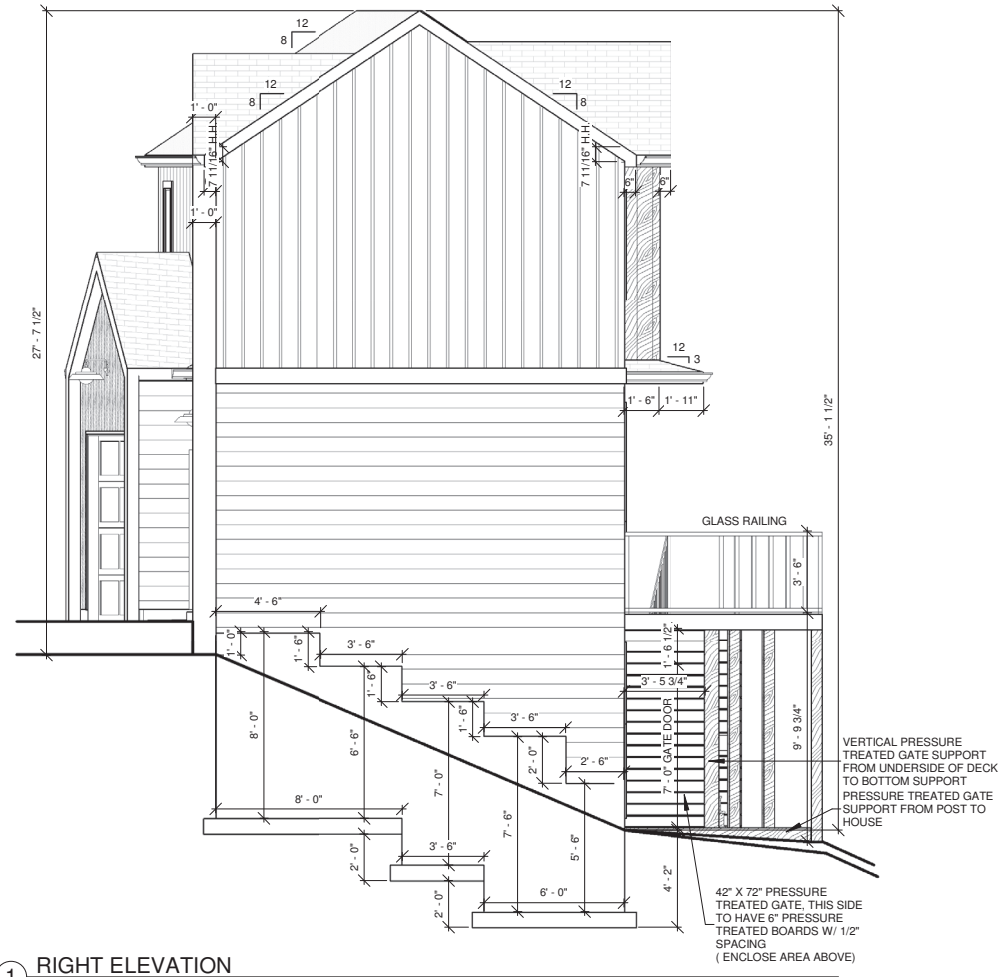 12
8
12
8
12
8
1' - 0"
7 11/16" H.H.
7 11/16" H.H.
6"
6"
1' - 0"
27' - 7 1/2"
12
3
1' - 6"
1' - 11"
35' - 1 1/2"
GLASS RAILING
3' - 6"
4' - 6"
1' - 0"
1' - 6"
3' - 6"
1' - 6 1/2"
1' - 6"
3' - 6"
3' - 5 3/4"
1' - 6"
3' - 6"
8' - 0"
6' - 6"
2' - 0"
2' - 6"
7' - 0" GATE DOOR
9' - 9 3/4"
7' - 0"
VERTICAL PRESSURE
TREATED GATE SUPPORT
FROM UNDERSIDE OF DECK
TO BOTTOM SUPPORT
PRESSURE TREATED GATE
SUPPORT FROM POST TO
HOUSE
8' - 0"
7' - 6"
5' - 6"
3' - 6"
2' - 0"
4' - 2"
6' - 0"
2' - 0"
42" X 72" PRESSURE
TREATED GATE, THIS SIDE
TO HAVE 6" PRESSURE
TREATED BOARDS W/ 1/2"
SPACING
( ENCLOSE AREA ABOVE)
1 RIGHT ELEVATION